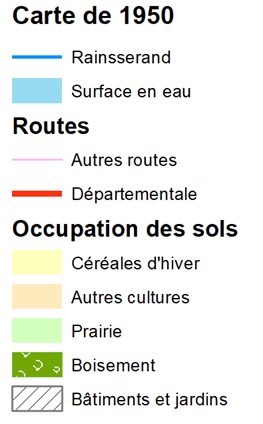 Carte de 1950
Rainsserand
Surface en eau
Routes
Autres routes
Départementale
Occupation des sols
Céréales d'hiver
Autres cultures
Prairie
Boisement
Bâtiments et jardins